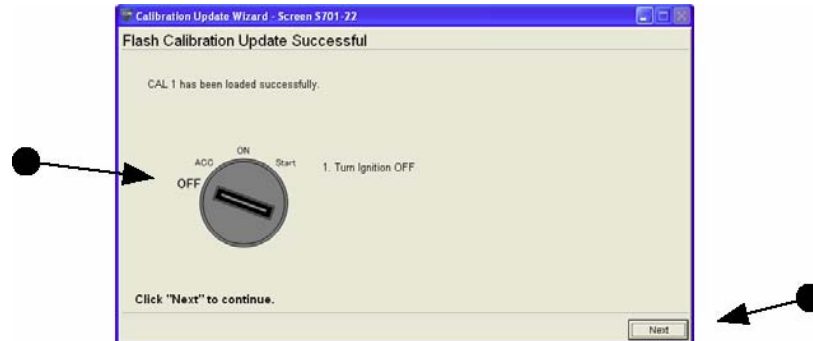 Calibration Update Wizard - Screen S701-22
Flash Calibration Update Successful
CAL 1 has been loaded successfully.
ON
ACC
Start
OFF
1. Turn Ignition OFF
Click "Next" to continue.
Next